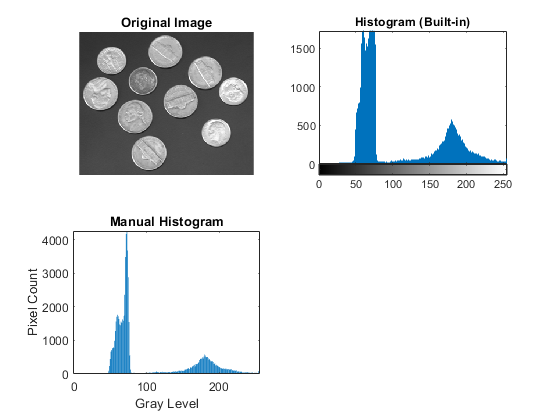 Original Image
Histogram (Built-in)
1500
1000
500
0
0 50 100 150 200 250
Manual Histogram
4000
3000
2000
1000
0
Pixel Count
0 100 200
Gray Level